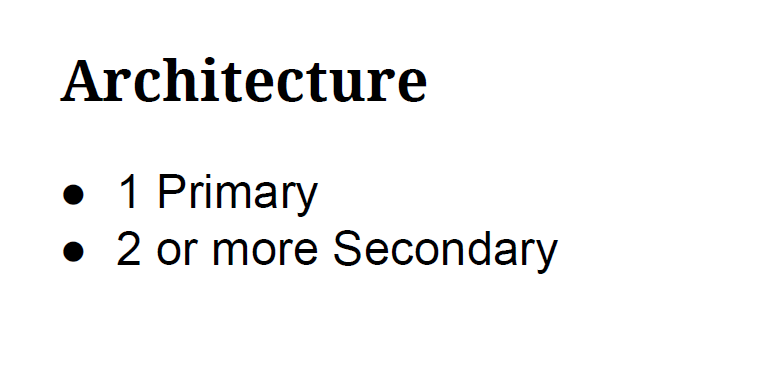 Architecture
● 1 Primary
● 2 or more Secondary